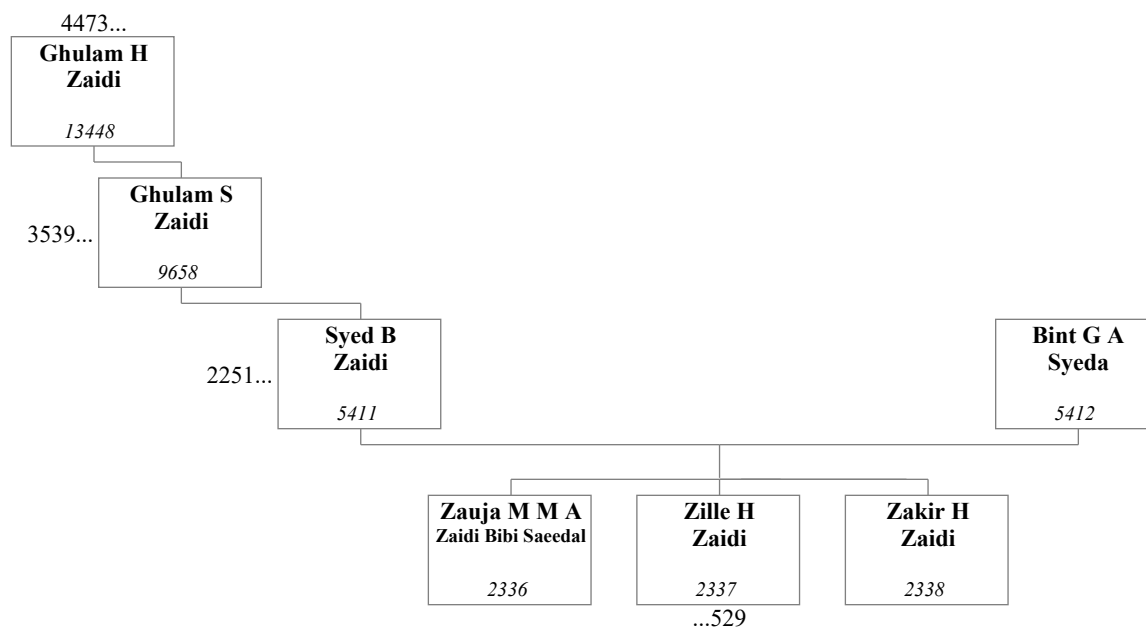 4473...
Ghulam H
Zaidi
13448
Ghulam S
Zaidi
3539...
9658
Syed B
Zaidi
2251...
5411
Bint G A
Syeda
5412
Zauja M M A
Zaidi Bibi Saeedal
2336
Zille H
Zaidi
2337
...529
Zakir H
Zaidi
2338